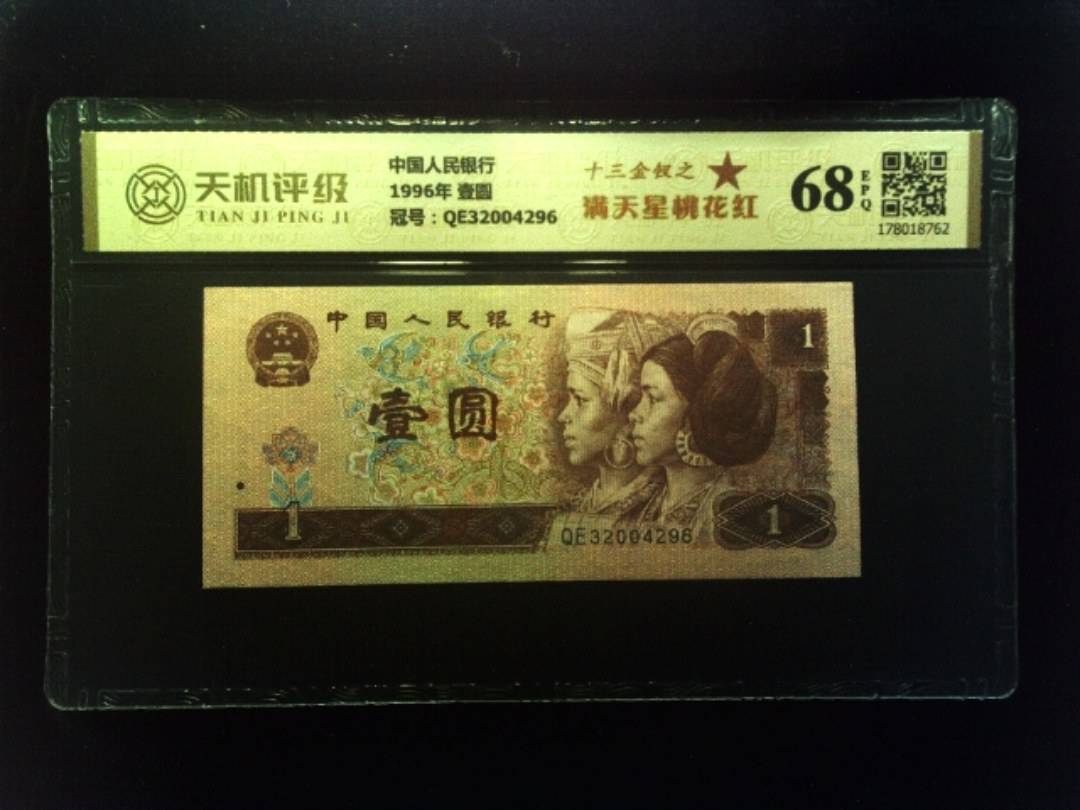 天机评级
TIAN JI PING JI
中国人民银行
1996年 壹圆
冠号：QE32004296
十三金钗之
满天星桃花红
68
EPQ
178018762
中国人民银行
壹圆
1
1
1
QE32004296